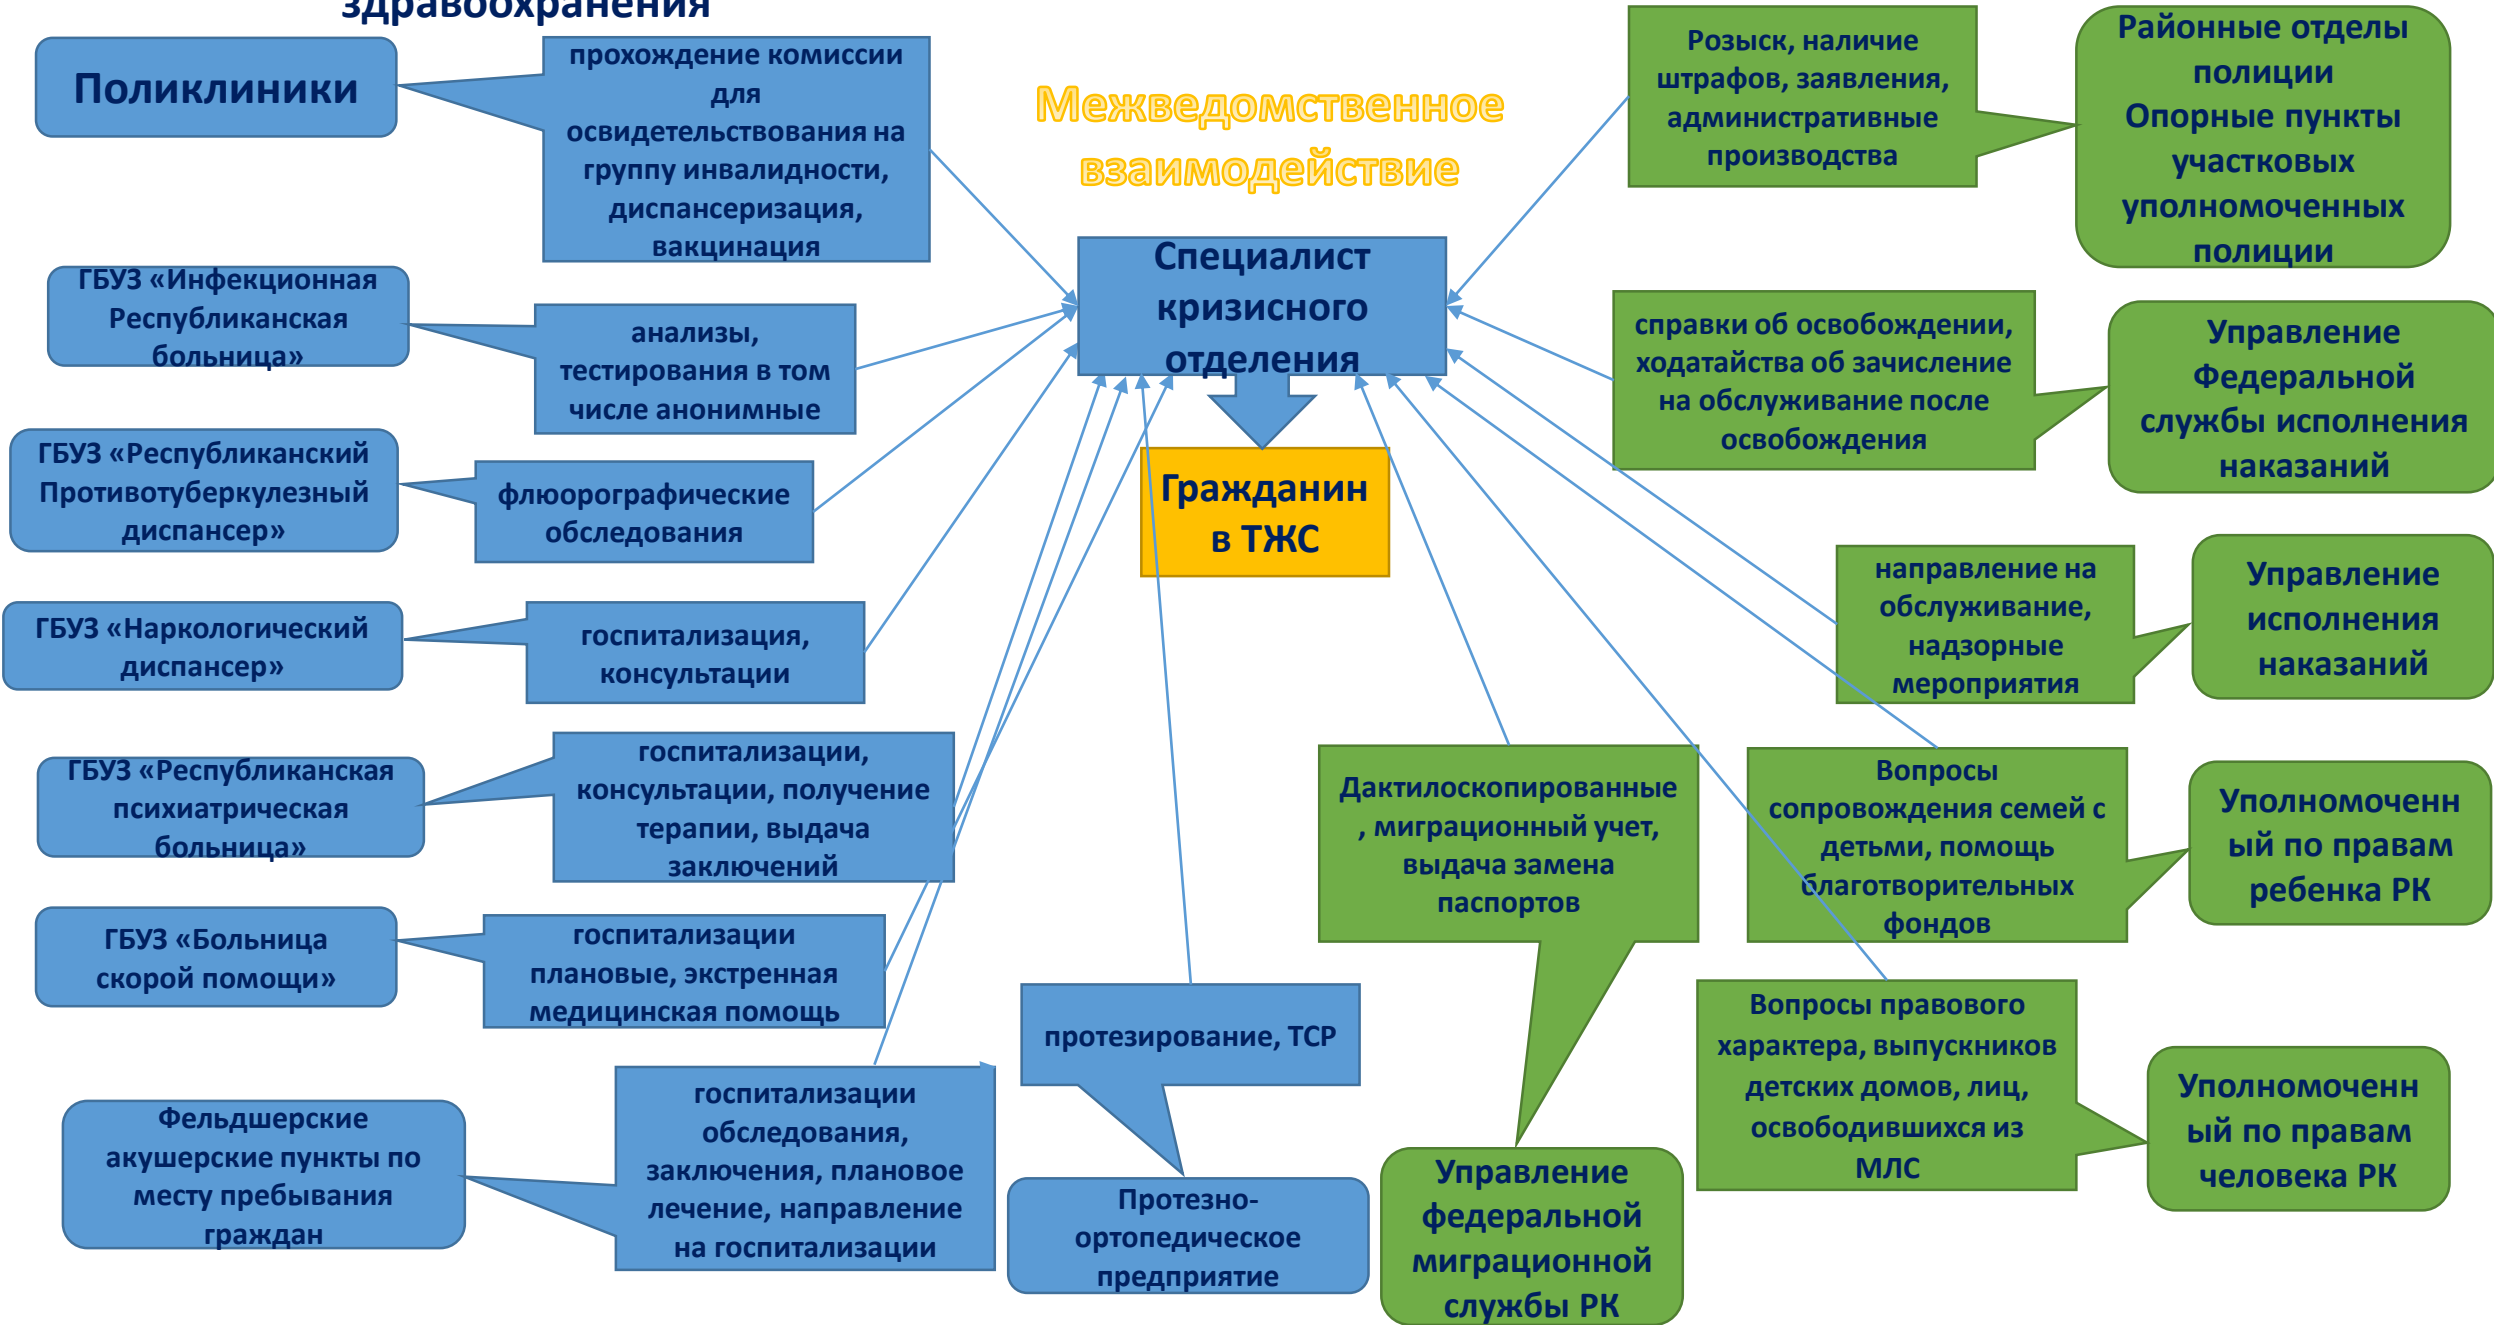 здравоохранения
Поликлиники
прохождение комиссии
для
освидетельствования на
группу инвалидности,
диспансеризация,
вакцинация
Межведомственное
взаимодействие
Розыск, наличие
штрафов, заявления,
административные
производства
Районные отделы
полиции
Опорные пункты
участковых
уполномоченных
полиции
ГБУЗ «Инфекционная
Республиканская
больница»
анализы,
тестирования в том
числе анонимные
Специалист
кризисного
отделения
справки об освобождении,
ходатайства об зачисление
на обслуживание после
освобождения
Управление
Федеральной
службы исполнения
наказаний
ГБУЗ «Республиканский
Противотуберкулезный
диспансер»
флюорографические
обследования
Гражданин
в ТЖС
направление на
обслуживание,
надзорные
мероприятия
Управление
исполнения
наказаний
ГБУЗ «Наркологический
диспансер»
госпитализация,
консультации
ГБУЗ «Республиканская
психиатрическая
больница»
госпитализации,
консультации, получение
терапии, выдача
заключений
Дактилоскопированные
, миграционный учет,
выдача замена
паспортов
Вопросы
сопровождения семей с
детьми, помощь
благотворительных
фондов
Уполномоченн
ый по правам
ребенка РК
ГБУЗ «Больница
скорой помощи»
госпитализации
плановые, экстренная
медицинская помощь
протезирование, ТСР
Вопросы правового
характера, выпускников
детских домов, лиц,
освободившихся из
МЛС
Уполномоченн
ый по правам
человека РК
Фельдшерские
акушерские пункты по
месту пребывания
граждан
госпитализации
обследования,
заключения, плановое
лечение, направление
на госпитализации
Протезно-
ортопедическое
предприятие
Управление
федеральной
миграционной
службы РК